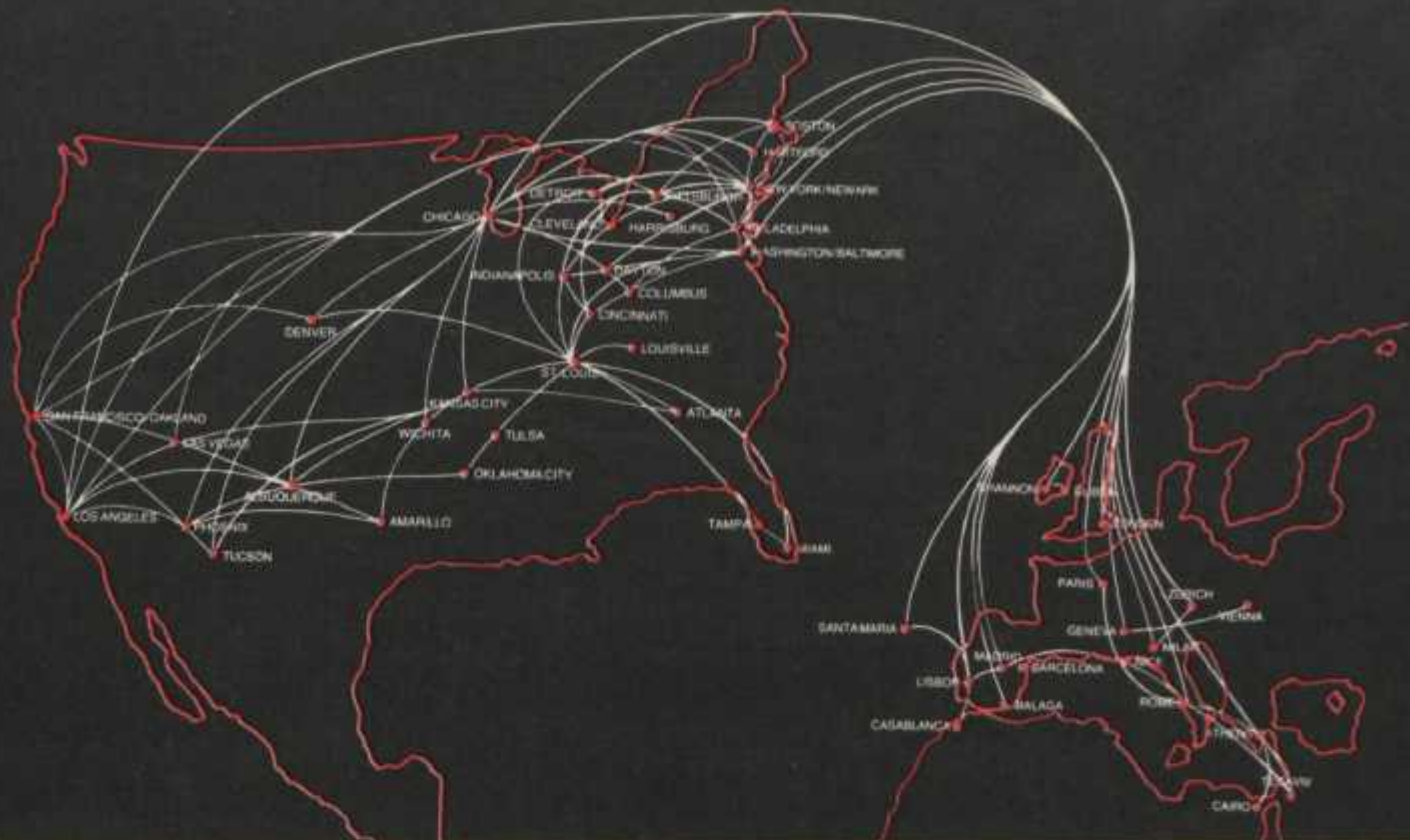 BOSTON
HARTFORD
DETROIT
PITTSBURGH
NEW YORK/NEWARK
CHICAGO
CLEVELAND
HARRISBURG
PHILADELPHIA
WASHINGTON/BALTIMORE
INDIANAPOLIS
DAYTON
COLUMBUS
CINCINNATI
DENVER
LOUISVILLE
ST. LOUIS
KANSAS CITY
SAN FRANCISCO/OAKLAND
ATLANTA
WICHITA
TULSA
LAS VEGAS
OKLAHOMA CITY
ALBUQUERQUE
LOS ANGELES
PHOENIX
AMARILLO
TAMPA
TUCSON
MIAMI
SHANNON
DUBLIN
LONDON
PARIS
ZURICH
VIENNA
SANTA MARIA
GENEVA
MILAN
MADRID
BARCELONA
NICE
LISBON
MALAGA
ROME
CASABLANCA
ATHENS
TEL AVIV
CAIRO